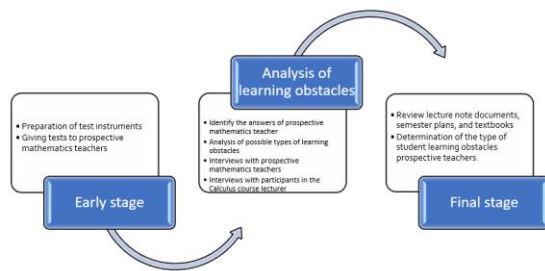 • Preparation of test instruments
• Giving tests to prospective
mathematics teachers
Early stage
Analysis of
learning obstacles
• Identify the answers of prospective
mathematics teacher
• Analysis of possible types of learning
obstacles
• Interviews with prospective
mathematics teachers
• Interviews with participants in the
Calculus course lecturer
• Review lecture note documents,
semester plans, and textbooks
• Determination of the type of
student learning obstacles
prospective teachers.
Final stage